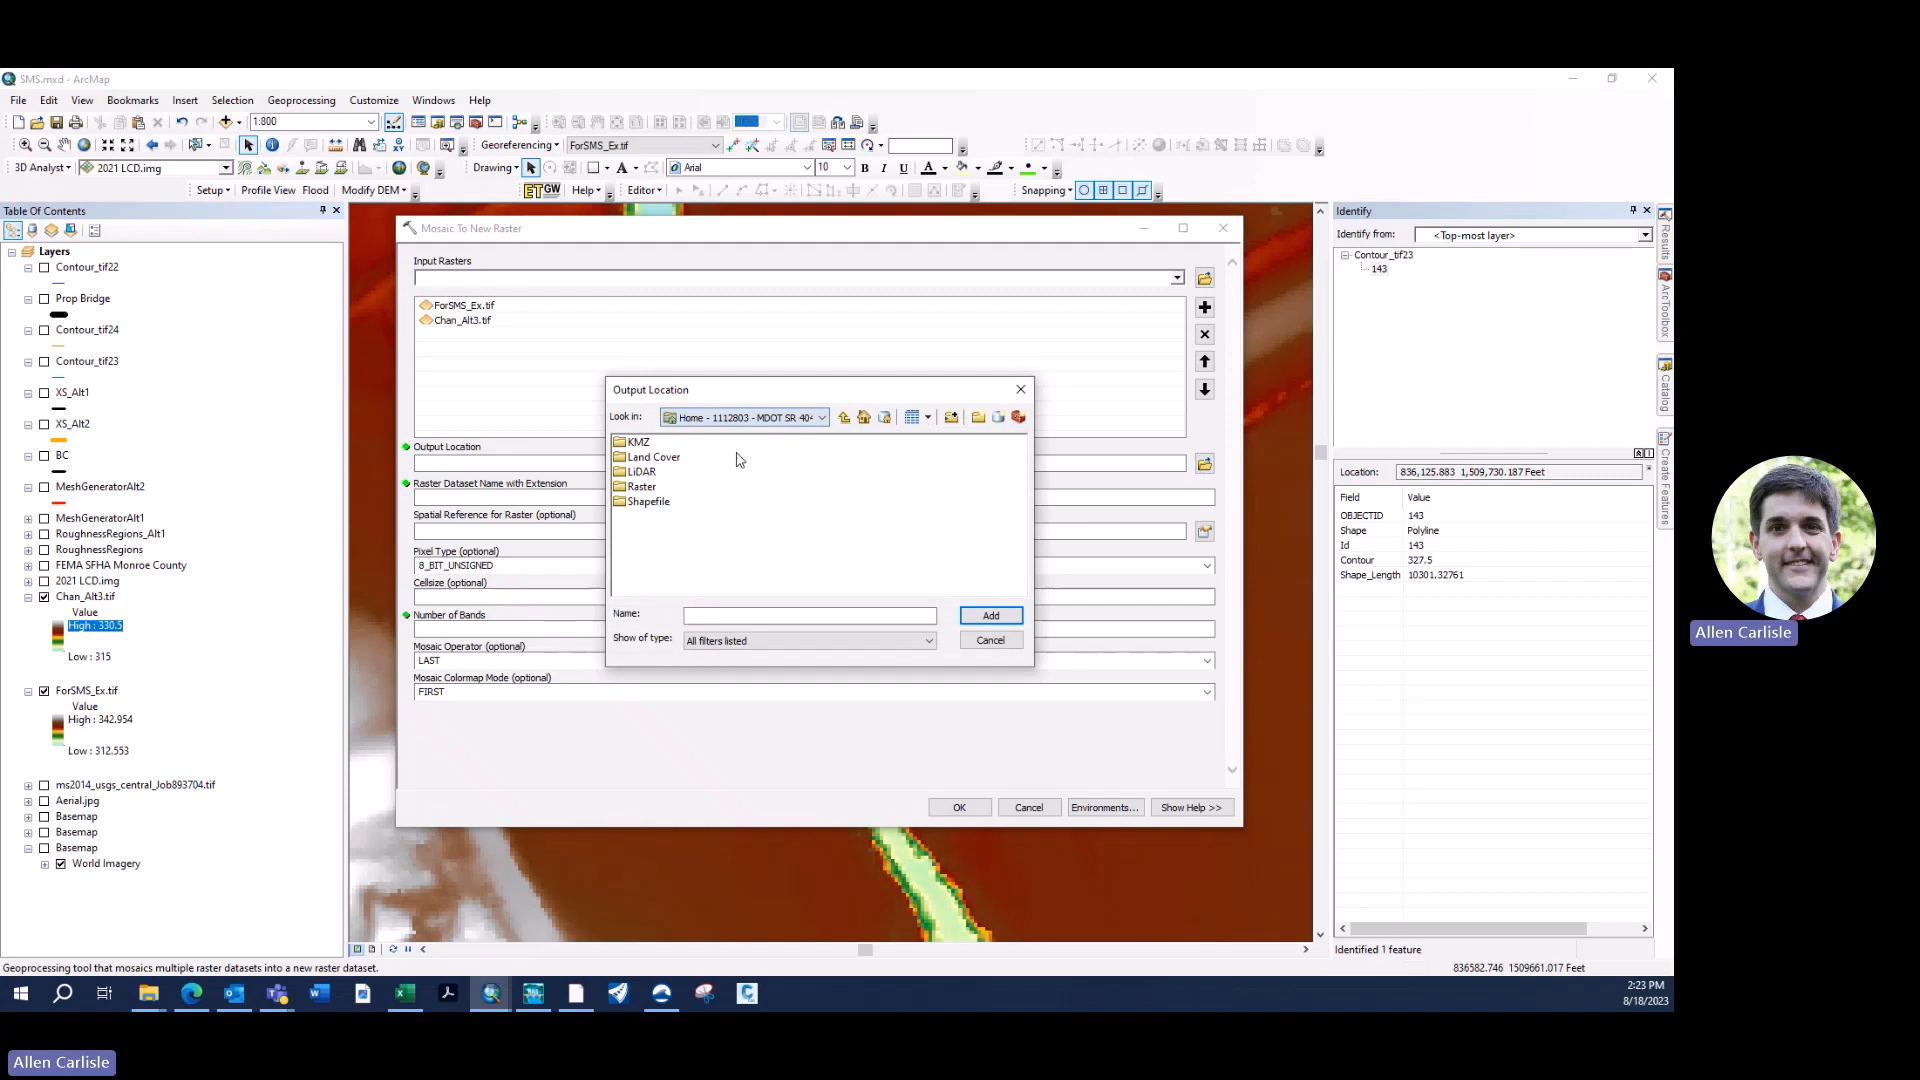 SMS.mxd - ArcMap
File Edit View Bookmarks Insert Selection Geoprocessing Customize Windows Help
1:800
Georeferencing ForSMS_Ex.tif
3D Analyst 2021 LCD.img Drawing A Arial 10 B I U A
Setup Profile View Flood Modify DEM ET GW Help Editor Snapping
Table Of Contents
Layers
Contour_tif22
Prop Bridge
Contour_tif24
Contour_tif23
XS_Alt1
XS_Alt2
BC
MeshGeneratorAlt2
MeshGeneratorAlt1
RoughnessRegions_Alt1
RoughnessRegions
FEMA SFHA Monroe County
2021 LCD.img
Chan_Alt3.tif
Value
High : 330.5
Low : 315
ForSMS_Ex.tif
Value
High : 342.954
Low : 312.553
ms2014_usgs_central_Job893704.tif
Aerial.jpg
Basemap
Basemap
Basemap
World Imagery
Mosaic To New Raster
Input Rasters
ForSMS_Ex.tif
Chan_Alt3.tif
Output Location
Raster Dataset Name with Extension
Spatial Reference for Raster (optional)
Pixel Type (optional)
8_BIT_UNSIGNED
Cellsize (optional)
Number of Bands
Mosaic Operator (optional)
LAST
Mosaic Colormap Mode (optional)
FIRST
OK Cancel Environments... Show Help >>
Output Location
Look in: Home - 1112803 - MDOT SR 40
KMZ
Land Cover
LiDAR
Raster
Shapefile
Name: Add
Show of type: All filters listed Cancel
Identify
Identify from: <Top-most layer>
Contour_tif23
143
Location: 836,125.883 1,509,730.187 Feet
Field Value
OBJECTID 143
Shape Polyline
Id 143
Contour 327.5
Shape_Length 10301.32761
Identified 1 feature
Results
ArcToolbox
Catalog
Create Features
Geoprocessing tool that mosaics multiple raster datasets into a new raster dataset.
836582.746 1509661.017 Feet
2:23 PM
8/18/2023
Allen Carlisle
Allen Carlisle